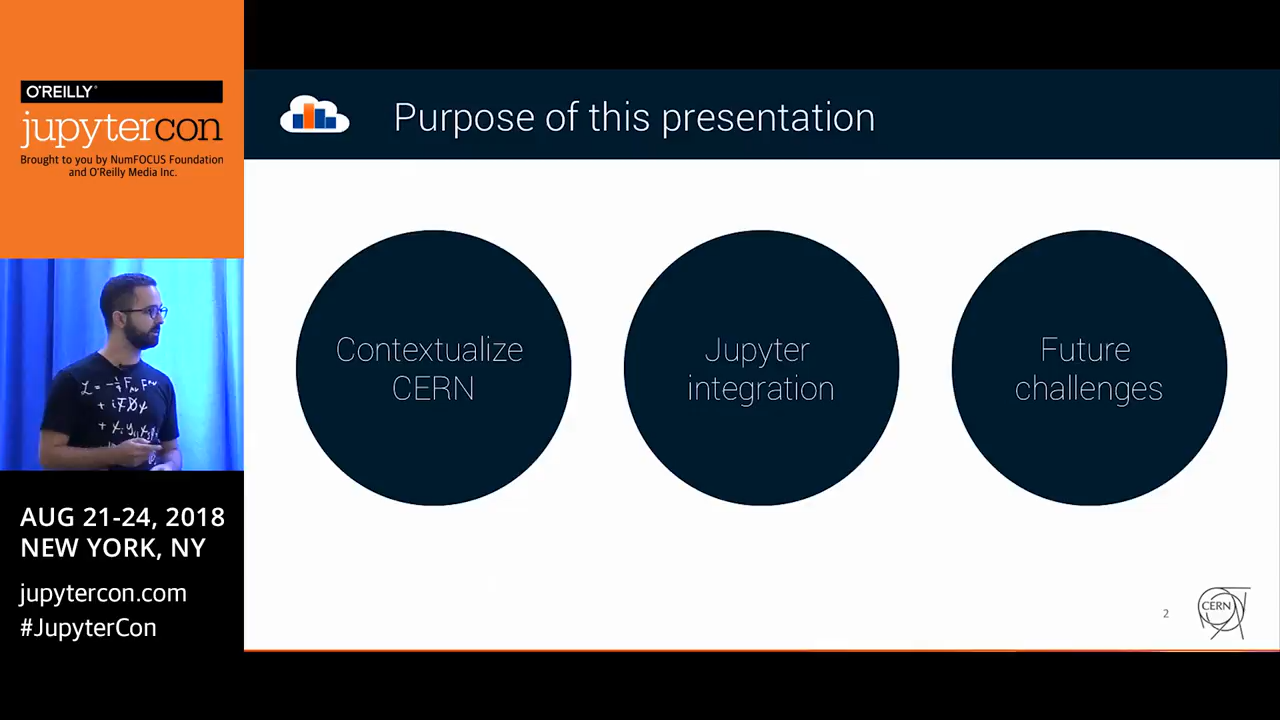 O'REILLY®
jupytercon
Brought to you by NumFOCUS Foundation
and O'Reilly Media Inc.
AUG 21-24, 2018
NEW YORK, NY
jupytercon.com
#JupyterCon
Purpose of this presentation
Contextualize
CERN
Jupyter
integration
Future
challenges
2
CERN